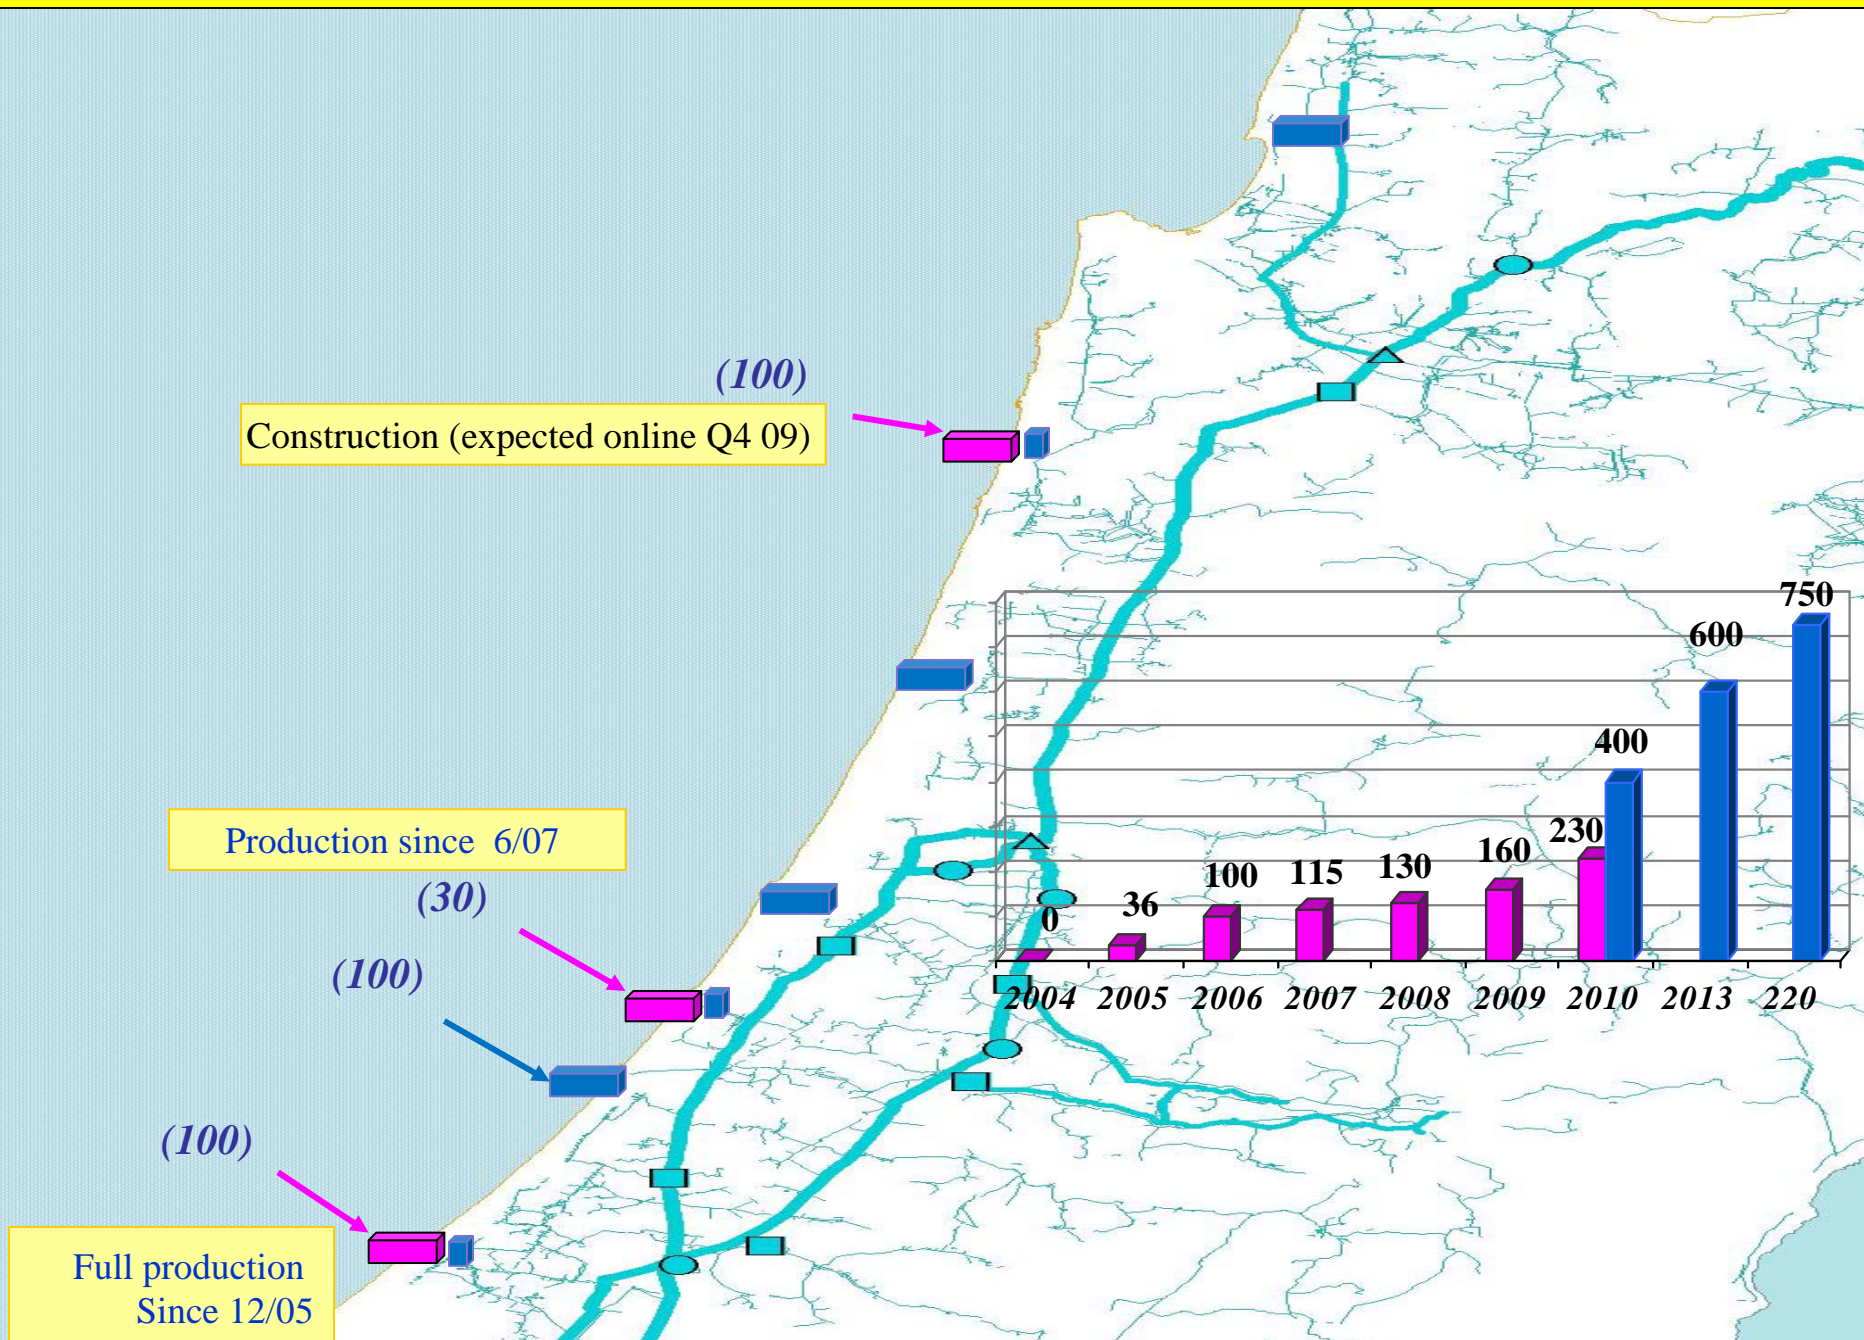 (100)
Construction (expected online Q4 09)
Production since 6/07
(30)
(100)
(100)
Full production
Since 12/05
0
36
100
115
130
160
230
400
600
750
2004 2005 2006 2007 2008 2009 2010 2013 220